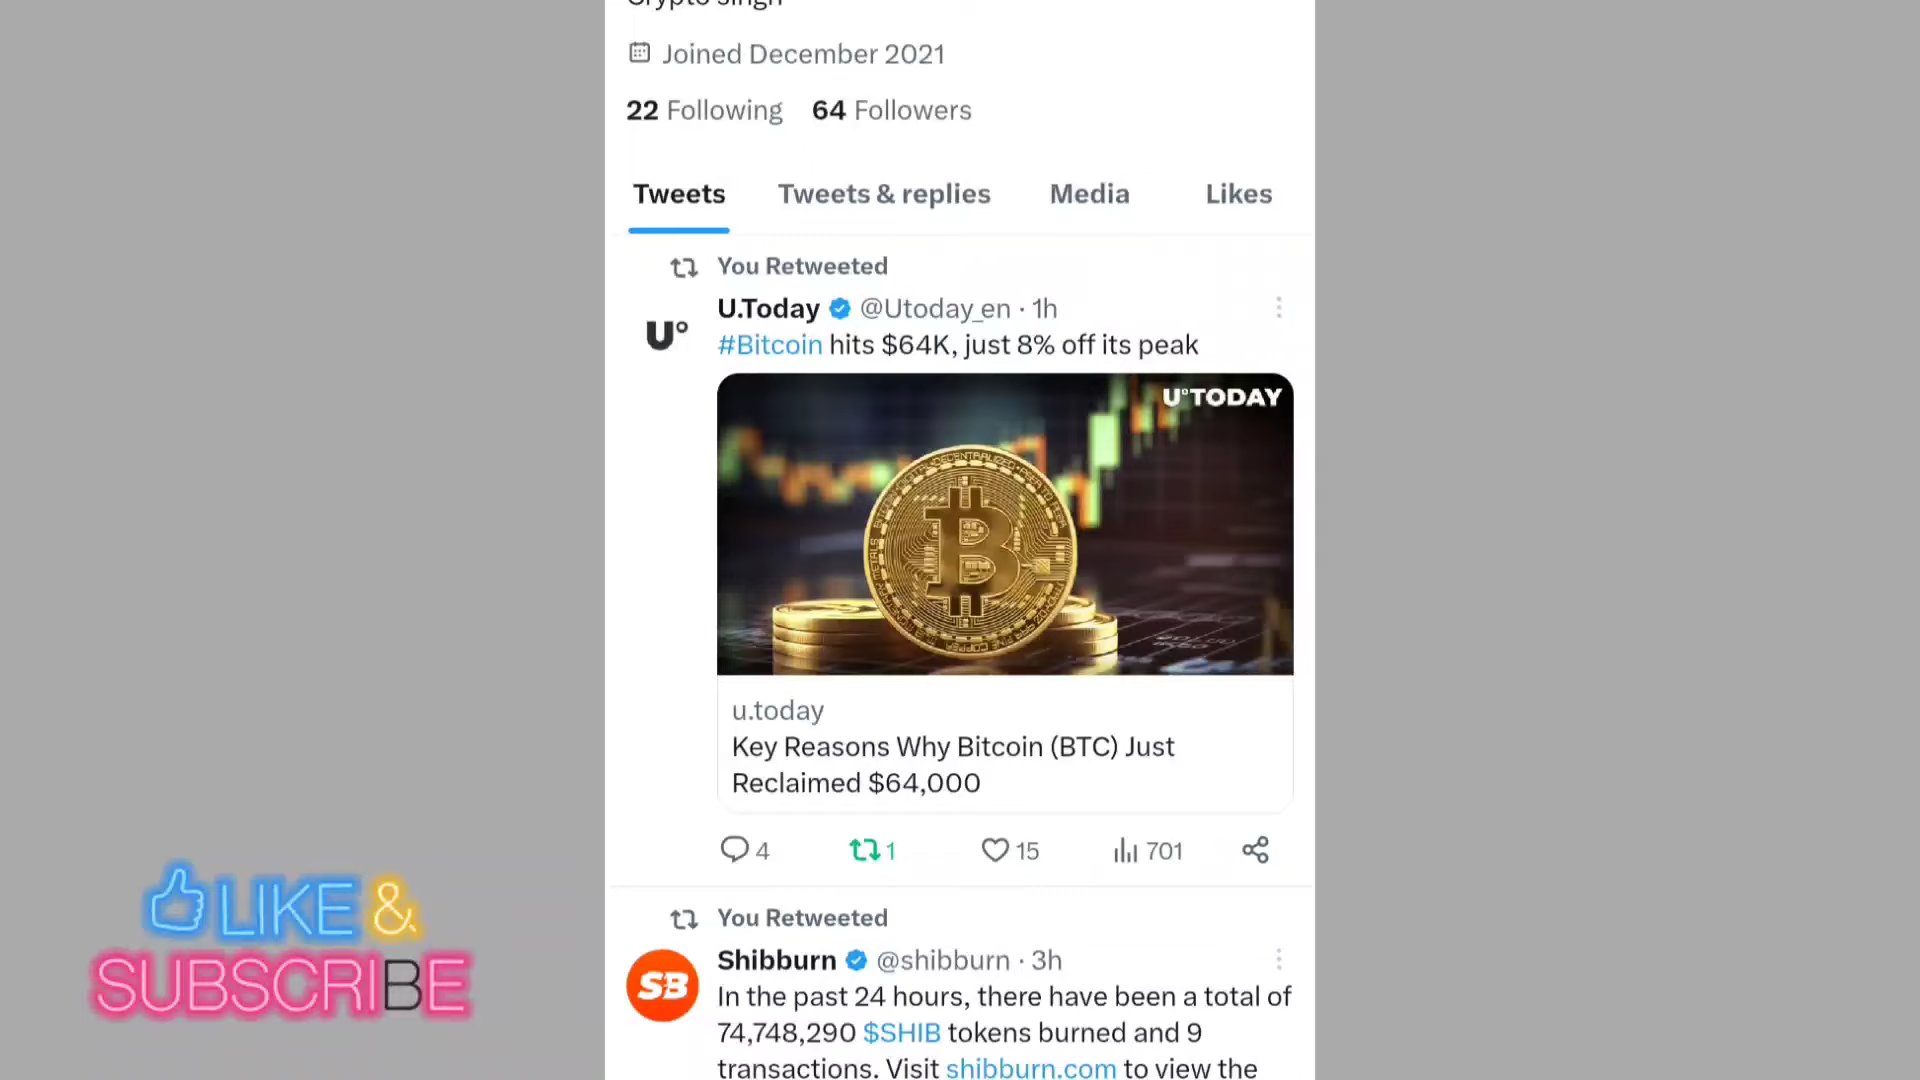 Crypto singh
Joined December 2021
22 Following 64 Followers
Tweets Tweets & replies Media Likes
You Retweeted
U.Today @Utoday_en · 1h
#Bitcoin hits $64K, just 8% off its peak
U°
U°TODAY
u.today
Key Reasons Why Bitcoin (BTC) Just
Reclaimed $64,000
4 1 15 701
You Retweeted
Shibburn @shibburn · 3h
SB
In the past 24 hours, there have been a total of
74,748,290 $SHIB tokens burned and 9
transactions. Visit shibburn.com to view the
LIKE &
SUBSCRIBE